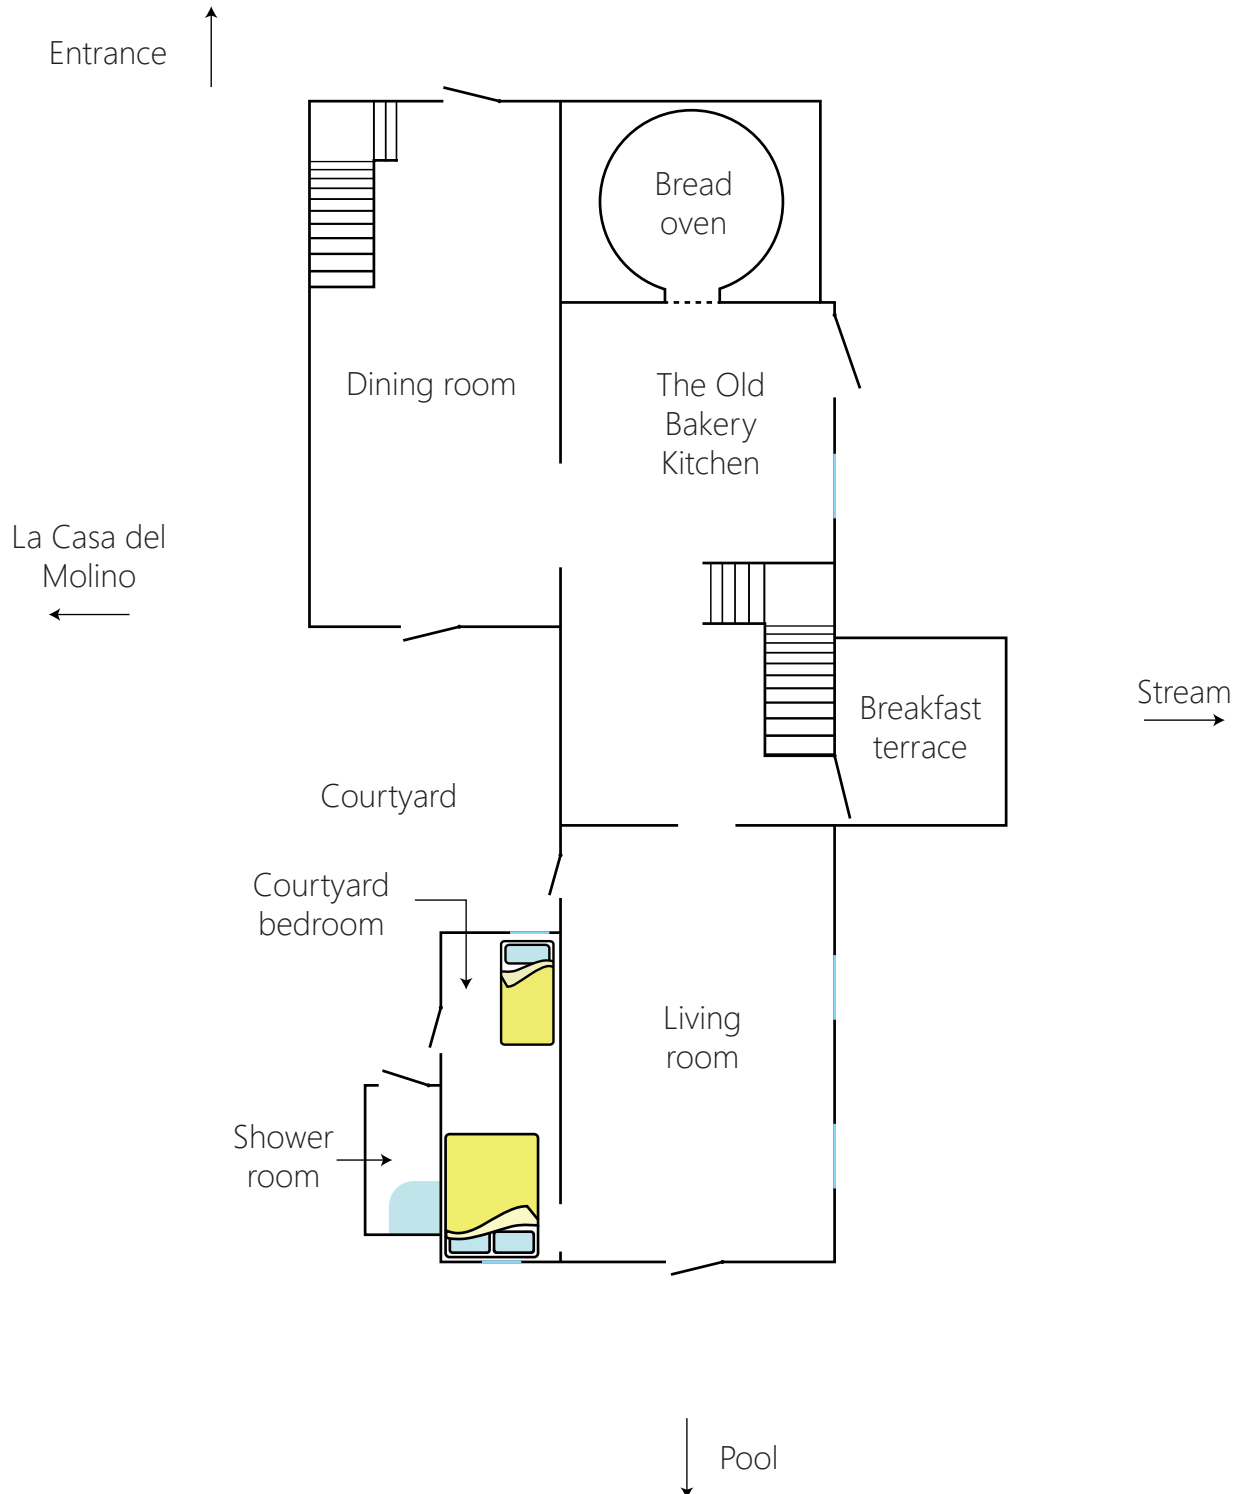 Entrance
Bread
oven
Dining room
The Old
Bakery
Kitchen
La Casa del
Molino
Stream
Breakfast
terrace
Courtyard
Courtyard
bedroom
Living
room
Shower
room
Pool